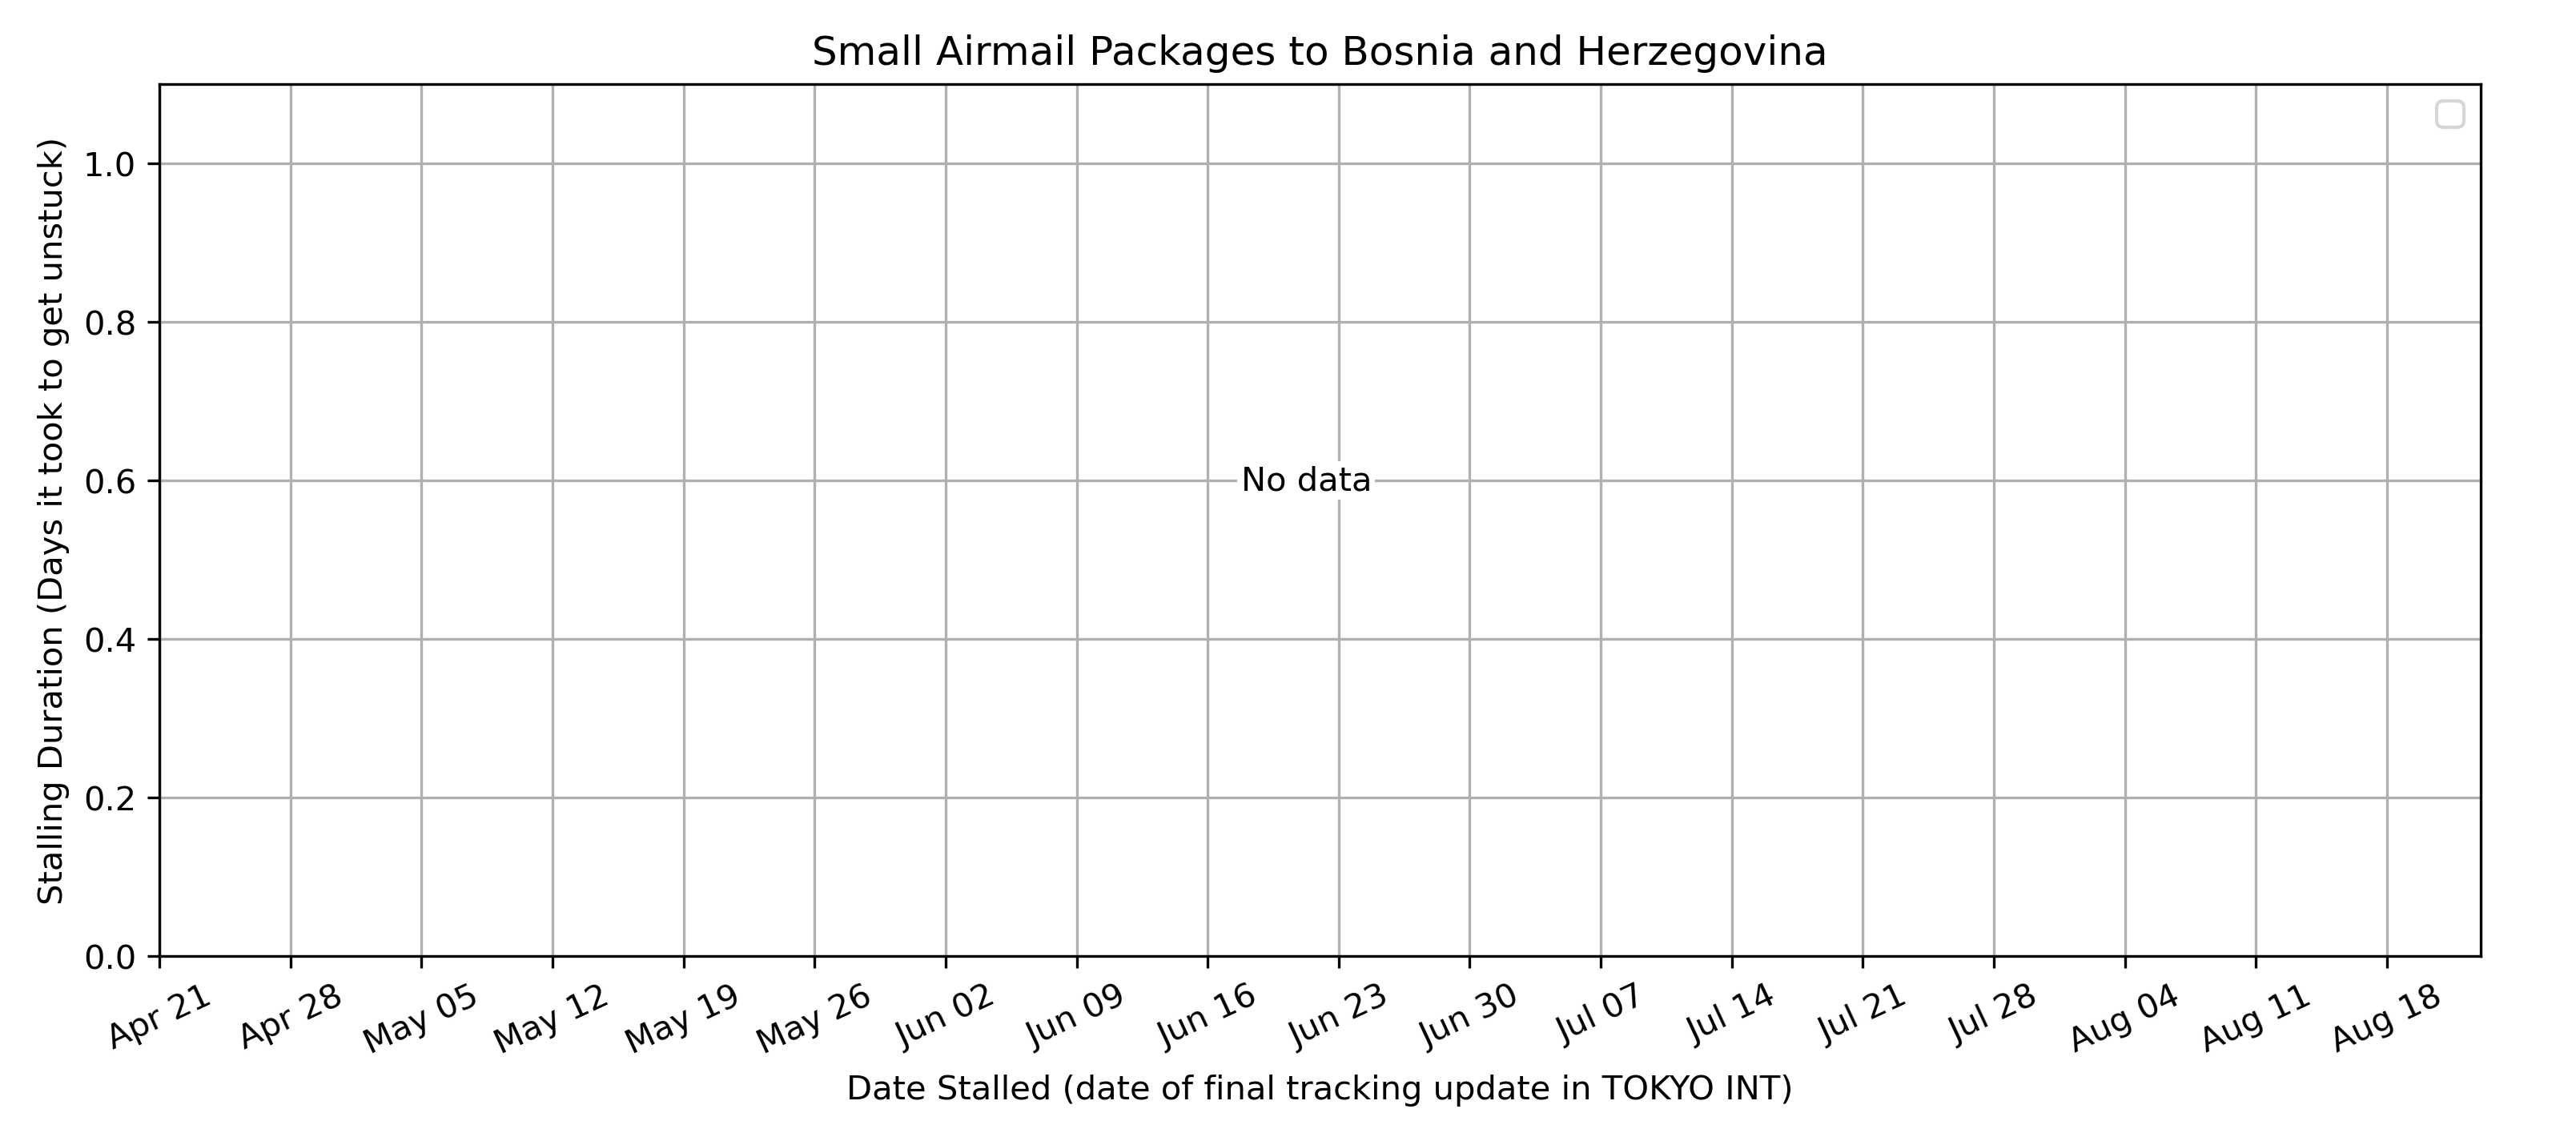 Small Airmail Packages to Bosnia and Herzegovina
Stalling Duration (Days it took to get unstuck)
1.0
0.8
0.6
0.4
0.2
0.0
No data
Apr 21
Apr 28
May 05
May 12
May 19
May 26
Jun 02
Jun 09
Jun 16
Jun 23
Jun 30
Jul 07
Jul 14
Jul 21
Jul 28
Aug 04
Aug 11
Aug 18
Date Stalled (date of final tracking update in TOKYO INT)